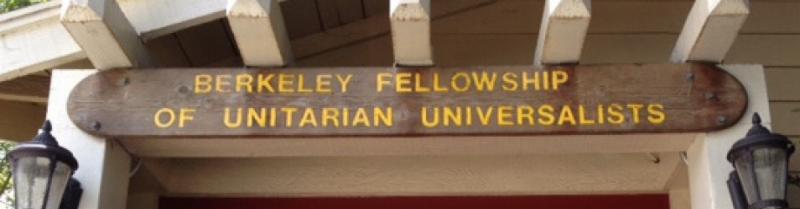 BERKELEY FELLOWSHIP
OF UNITARIAN UNIVERSALISTS